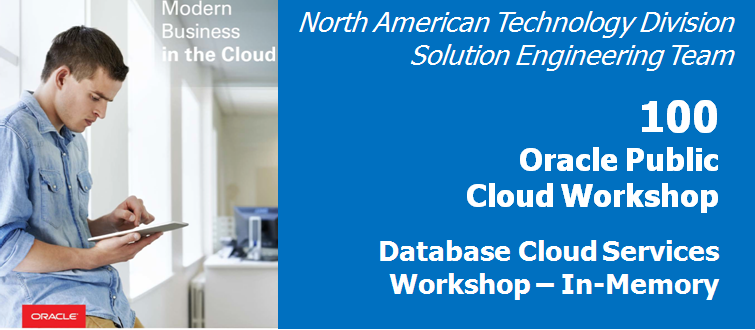 Modern
Business
in the Cloud
ORACLE
North American Technology Division
Solution Engineering Team
100
Oracle Public
Cloud Workshop
Database Cloud Services
Workshop – In-Memory